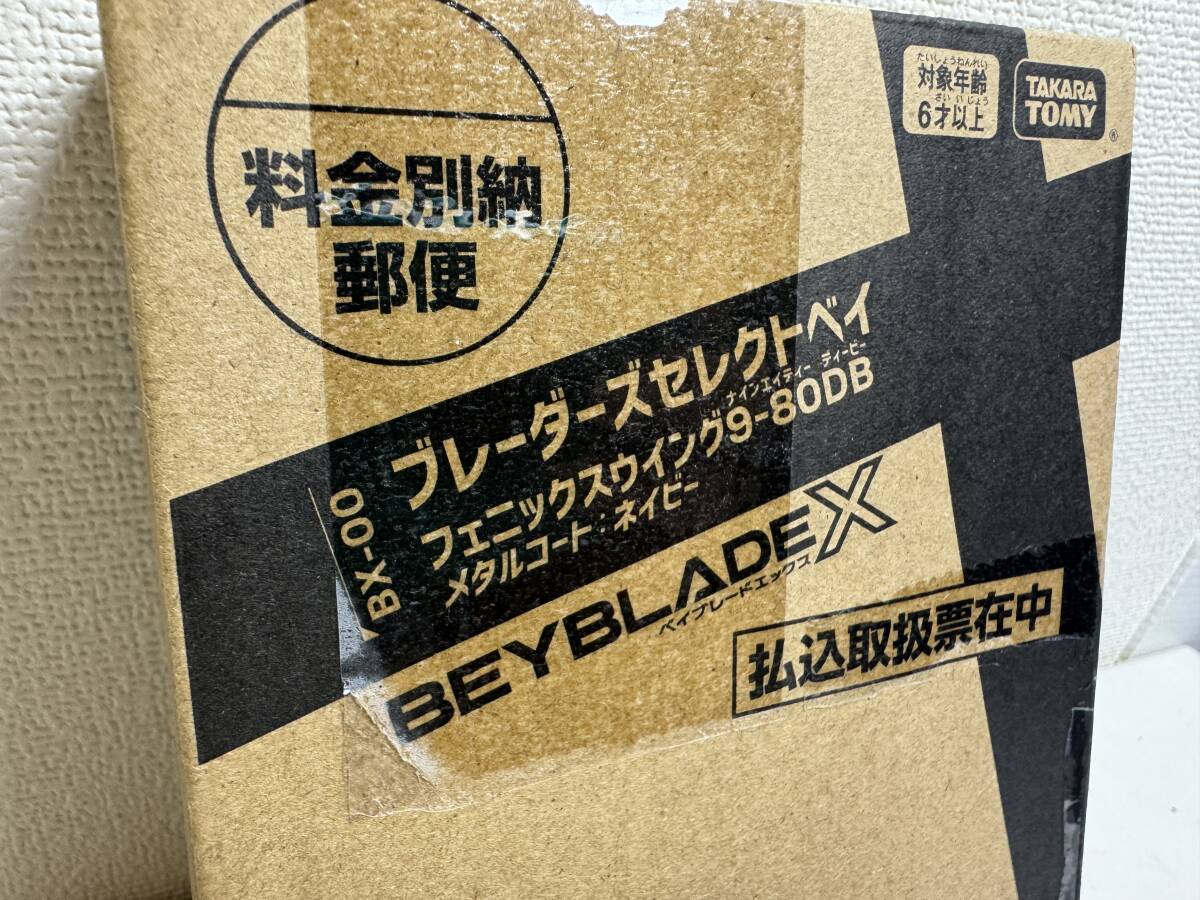 料金別納
郵便
たいしょうねんれい
対象年齢
さい いじょう
6才以上
TAKARA
TOMY
®
BX-00
ブレーダーズセレクトベイ
ナインエイティー ディービー
フェニックスウイング9-80DB
メタルコート:ネイビー
BEYBLADE X
ベイブレードエックス
払込取扱票在中